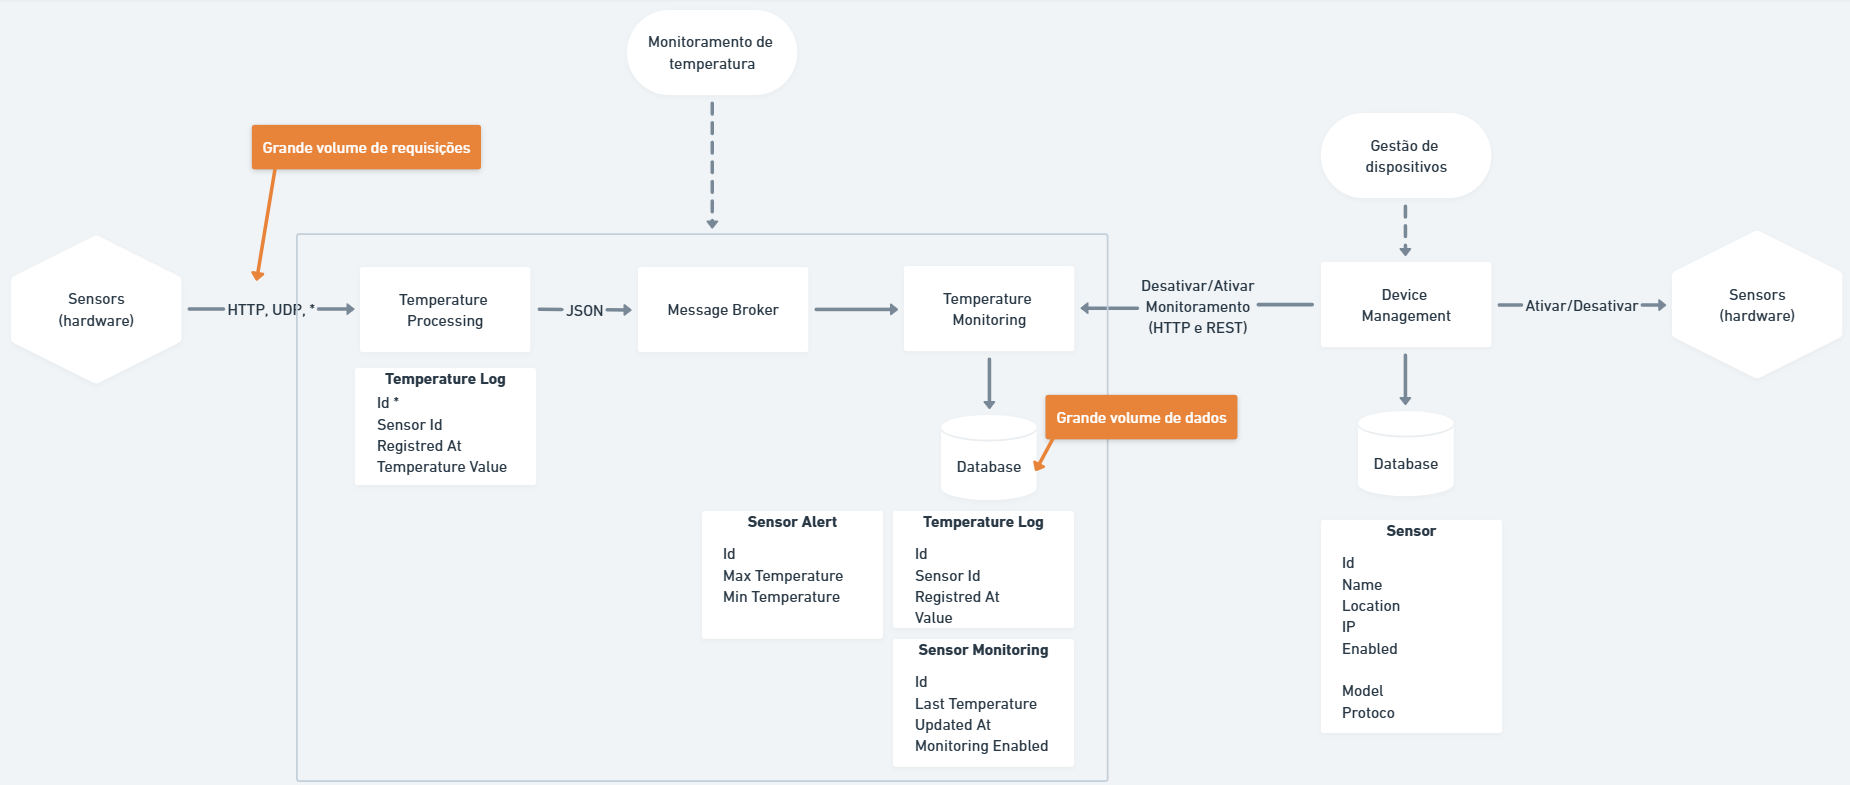 Monitoramento de
temperatura
Grande volume de requisições
Gestão de
dispositivos
Sensors
(hardware)
HTTP, UDP, *
Temperature
Processing
JSON
Message Broker
Temperature
Monitoring
Desativar/Ativar
Monitoramento
(HTTP e REST)
Device
Management
Ativar/Desativar
Sensors
(hardware)
Temperature Log
Id *
Sensor Id
Registred At
Temperature Value
Database
Grande volume de dados
Database
Sensor Alert
Id
Max Temperature
Min Temperature
Temperature Log
Id
Sensor Id
Registred At
Value
Sensor Monitoring
Id
Last Temperature
Updated At
Monitoring Enabled
Sensor
Id
Name
Location
IP
Enabled
Model
Protoco